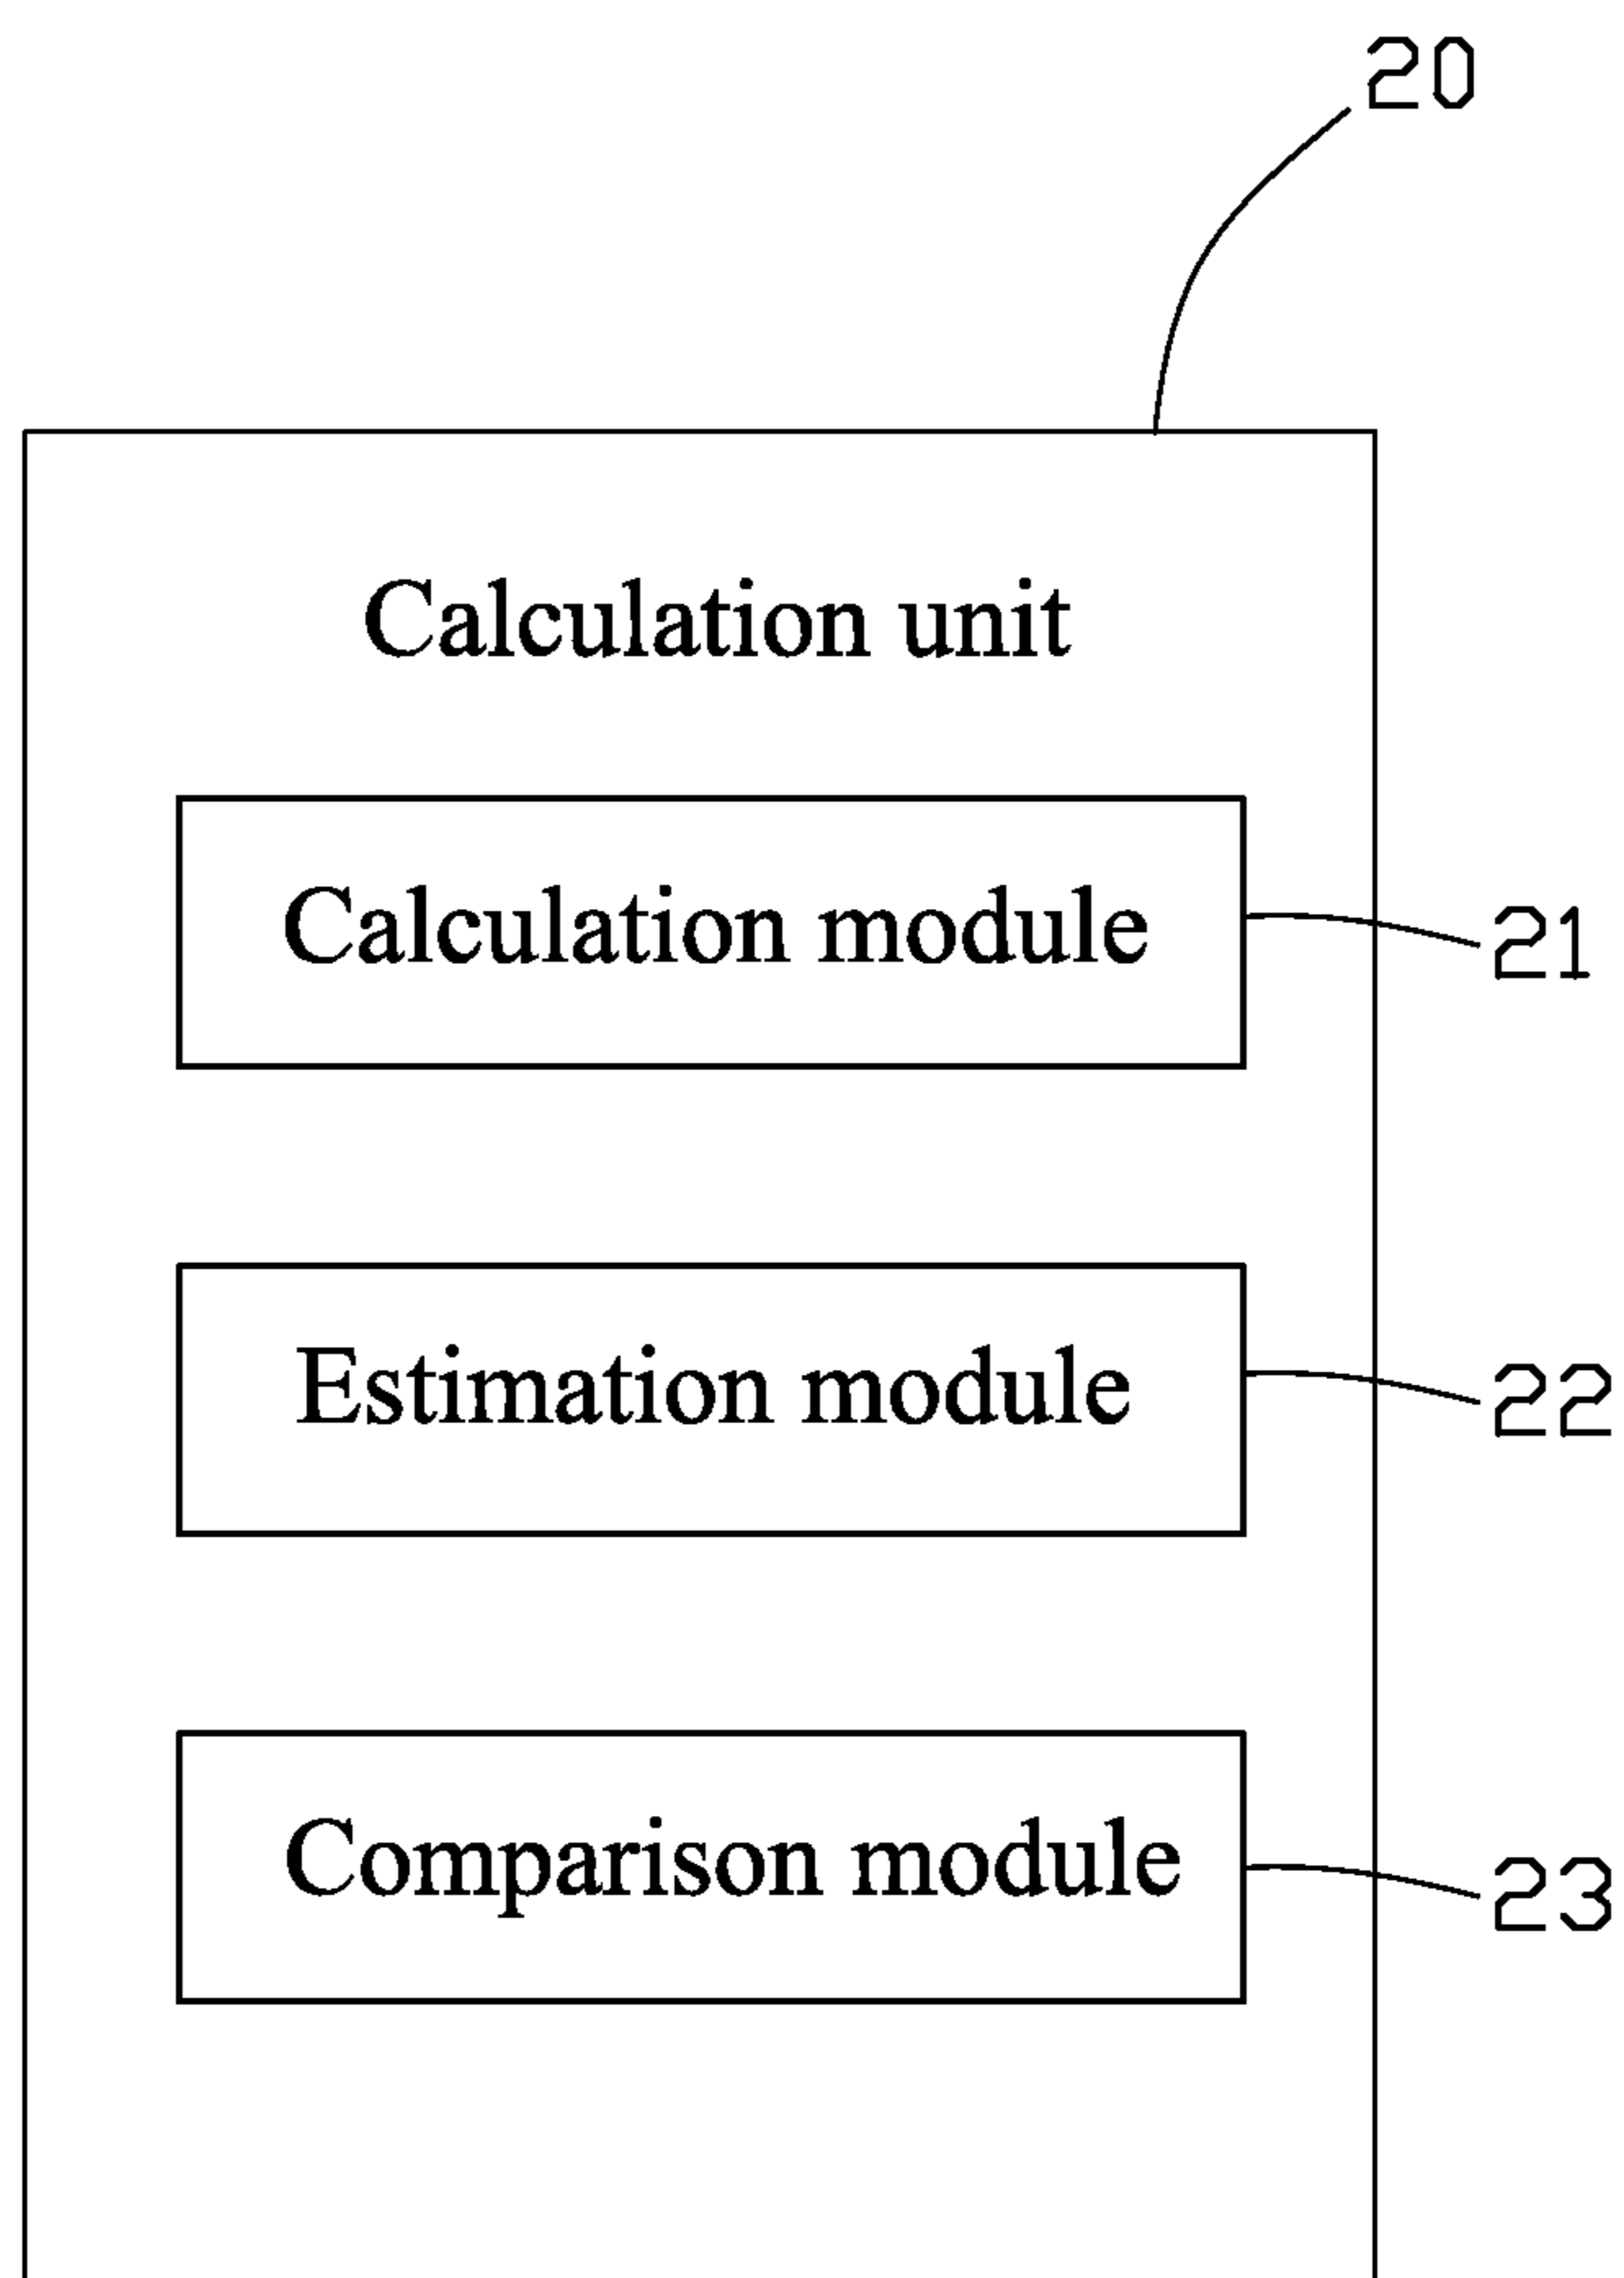 20
Calculation unit
Calculation module
21
Estimation module
22
Comparison module
23